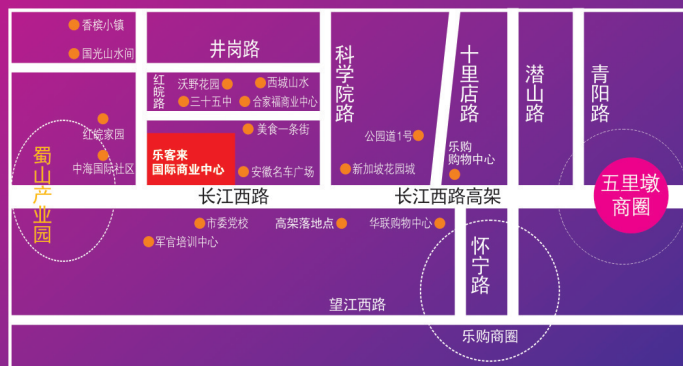 香槟小镇
国光山水间
井岗路
科学院路
十里店路
潜山路
青阳路
红皖路
沃野花园
西城山水
三十五中
合家福商业中心
红皖家园
美食一条街
公园道1号
乐购
购物中心
蜀山产业园
中海国际社区
乐客来
国际商业中心
安徽名车广场
新加坡花园城
五里墩
商圈
长江西路
长江西路高架
市委党校
高架落地点
华联购物中心
军官培训中心
怀宁路
望江西路
乐购商圈